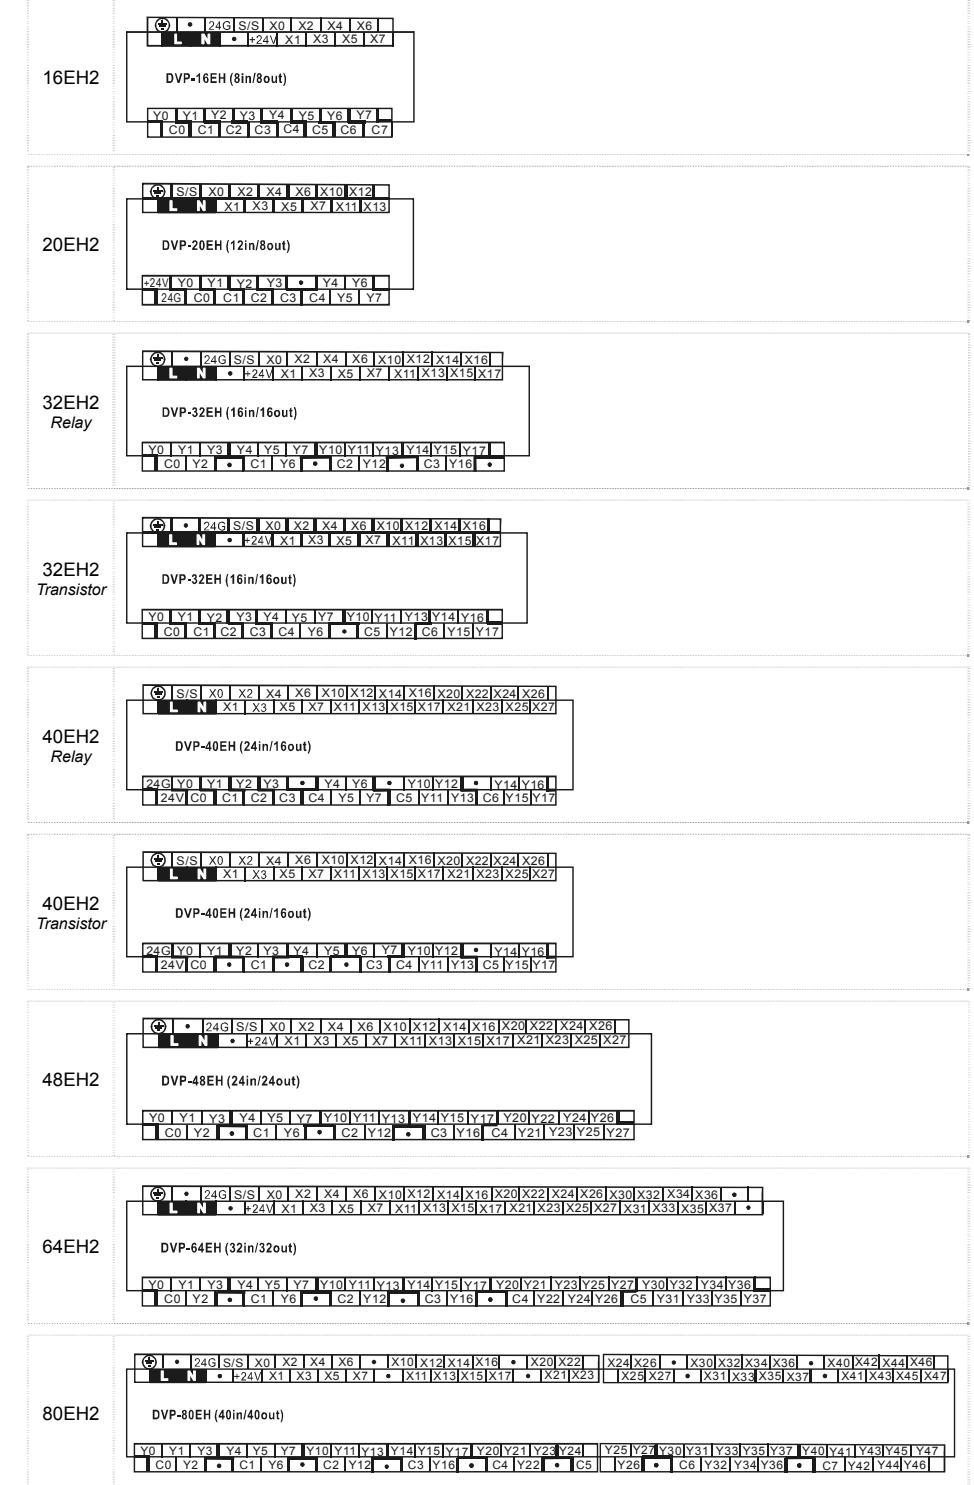 ⏚ • 24G S/S X0 X2 X4 X6
L N • +24V X1 X3 X5 X7
16EH2
DVP-16EH (8in/8out)
Y0 Y1 Y2 Y3 Y4 Y5 Y6 Y7
C0 C1 C2 C3 C4 C5 C6 C7
⏚ S/S X0 X2 X4 X6 X10 X12
L N X1 X3 X5 X7 X11 X13
20EH2
DVP-20EH (12in/8out)
+24V Y0 Y1 Y2 Y3 • Y4 Y6
24G C0 C1 C2 C3 C4 Y5 Y7
⏚ • 24G S/S X0 X2 X4 X6 X10 X12 X14 X16
L N • +24V X1 X3 X5 X7 X11 X13 X15 X17
32EH2
Relay
DVP-32EH (16in/16out)
Y0 Y1 Y3 Y4 Y5 Y7 Y10 Y11 Y13 Y14 Y15 Y17
C0 Y2 • C1 Y6 • C2 Y12 • C3 Y16 •
⏚ • 24G S/S X0 X2 X4 X6 X10 X12 X14 X16
L N • +24V X1 X3 X5 X7 X11 X13 X15 X17
32EH2
Transistor
DVP-32EH (16in/16out)
Y0 Y1 Y2 Y3 Y4 Y5 Y7 Y10 Y11 Y13 Y14 Y16
C0 C1 C2 C3 C4 Y6 • C5 Y12 C6 Y15 Y17
⏚ S/S X0 X2 X4 X6 X10 X12 X14 X16 X20 X22 X24 X26
L N X1 X3 X5 X7 X11 X13 X15 X17 X21 X23 X25 X27
40EH2
Relay
DVP-40EH (24in/16out)
24G Y0 Y1 Y2 Y3 • Y4 Y6 • Y10 Y12 • Y14 Y16
24V C0 C1 C2 C3 C4 Y5 Y7 C5 Y11 Y13 C6 Y15 Y17
⏚ S/S X0 X2 X4 X6 X10 X12 X14 X16 X20 X22 X24 X26
L N X1 X3 X5 X7 X11 X13 X15 X17 X21 X23 X25 X27
40EH2
Transistor
DVP-40EH (24in/16out)
24G Y0 Y1 Y2 Y3 Y4 Y5 Y6 Y7 Y10 Y12 • Y14 Y16
24V C0 • C1 • C2 • C3 C4 Y11 Y13 C5 Y15 Y17
⏚ • 24G S/S X0 X2 X4 X6 X10 X12 X14 X16 X20 X22 X24 X26
L N • +24V X1 X3 X5 X7 X11 X13 X15 X17 X21 X23 X25 X27
48EH2
DVP-48EH (24in/24out)
Y0 Y1 Y3 Y4 Y5 Y7 Y10 Y11 Y13 Y14 Y15 Y17 Y20 Y22 Y24 Y26
C0 Y2 • C1 Y6 • C2 Y12 • C3 Y16 C4 Y21 Y23 Y25 Y27
⏚ • 24G S/S X0 X2 X4 X6 X10 X12 X14 X16 X20 X22 X24 X26 X30 X32 X34 X36 •
L N • +24V X1 X3 X5 X7 X11 X13 X15 X17 X21 X23 X25 X27 X31 X33 X35 X37 •
64EH2
DVP-64EH (32in/32out)
Y0 Y1 Y3 Y4 Y5 Y7 Y10 Y11 Y13 Y14 Y15 Y17 Y20 Y21 Y23 Y25 Y27 Y30 Y32 Y34 Y36
C0 Y2 • C1 Y6 • C2 Y12 • C3 Y16 • C4 Y22 Y24 Y26 C5 Y31 Y33 Y35 Y37
⏚ • 24G S/S X0 X2 X4 X6 • X10 X12 X14 X16 • X20 X22 X24 X26 • X30 X32 X34 X36 • X40 X42 X44 X46
L N • +24V X1 X3 X5 X7 • X11 X13 X15 X17 • X21 X23 X25 X27 • X31 X33 X35 X37 • X41 X43 X45 X47
80EH2
DVP-80EH (40in/40out)
Y0 Y1 Y3 Y4 Y5 Y7 Y10 Y11 Y13 Y14 Y15 Y17 Y20 Y21 Y23 Y24 Y25 Y27 Y30 Y31 Y33 Y35 Y37 Y40 Y41 Y43 Y45 Y47
C0 Y2 • C1 Y6 • C2 Y12 • C3 Y16 • C4 Y22 • C5 Y26 • C6 Y32 Y34 Y36 • C7 Y42 Y44 Y46